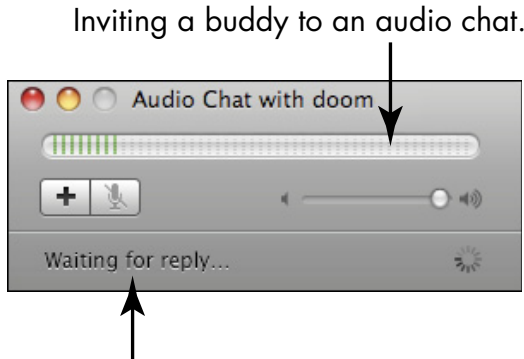 Inviting a buddy to an audio chat.
Audio Chat with doom
Waiting for reply...